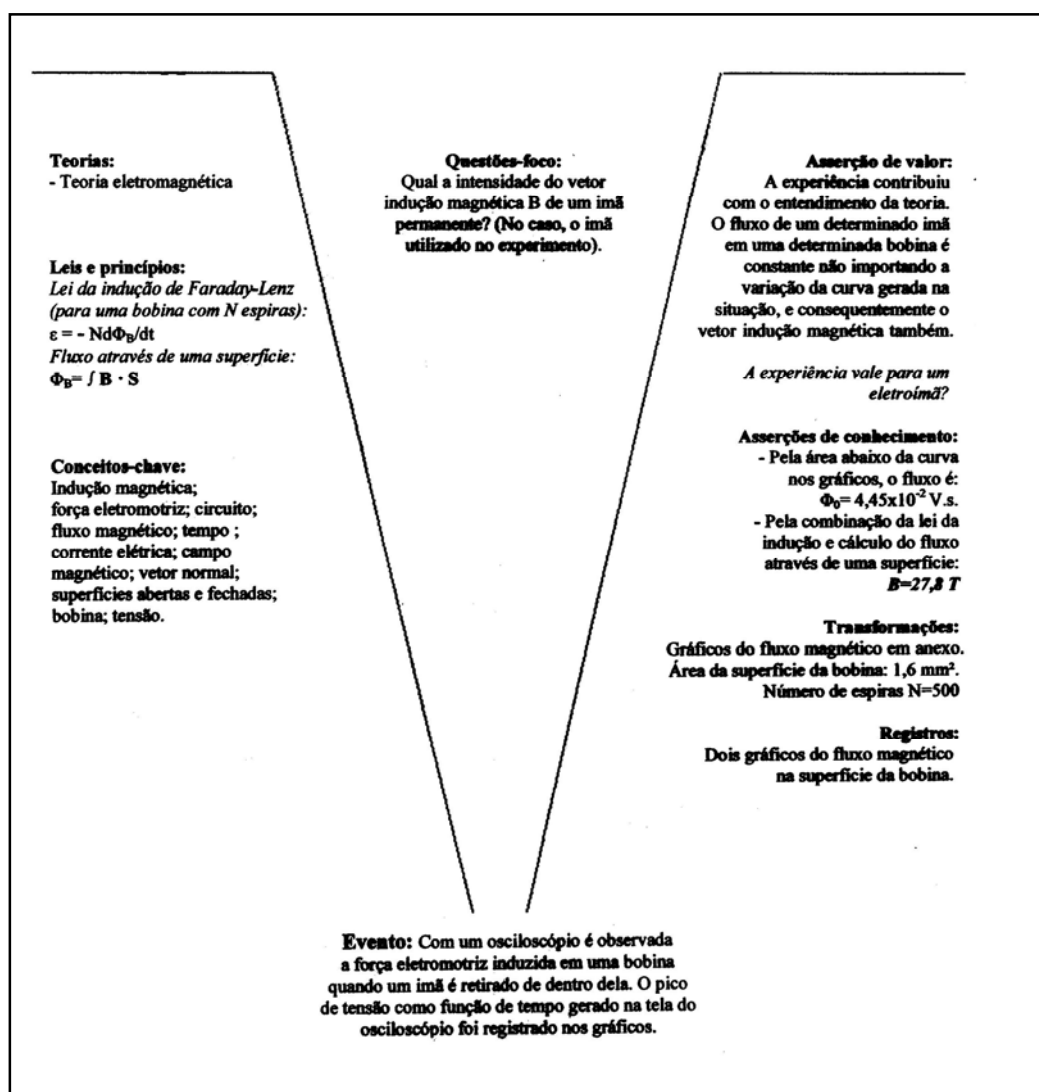 Teorias:
- Teoria eletromagnética
Leis e princípios:
Lei da indução de Faraday-Lenz
(para uma bobina com N espiras):
ε = - NdΦB/dt
Fluxo através de uma superfície:
ΦB= ∫ B · S
Conceitos-chave:
Indução magnética;
força eletromotriz; circuito;
fluxo magnético; tempo ;
corrente elétrica; campo
magnético; vetor normal;
superfícies abertas e fechadas;
bobina; tensão.
Questões-foco:
Qual a intensidade do vetor
indução magnética B de um imã
permanente? (No caso, o imã
utilizado no experimento).
Asserção de valor:
A experiência contribuiu
com o entendimento da teoria.
O fluxo de um determinado imã
em uma determinada bobina é
constante não importando a
variação da curva gerada na
situação, e consequentemente o
vetor indução magnética também.
A experiência vale para um
eletroímã?
Asserções de conhecimento:
- Pela área abaixo da curva
nos gráficos, o fluxo é:
Φ0= 4,45x10-2 V.s.
- Pela combinação da lei da
indução e cálculo do fluxo
através de uma superfície:
B=27,8 T
Transformações:
Gráficos do fluxo magnético em anexo.
Área da superfície da bobina: 1,6 mm².
Número de espiras N=500
Registros:
Dois gráficos do fluxo magnético
na superfície da bobina.
Evento: Com um osciloscópio é observada
a força eletromotriz induzida em uma bobina
quando um imã é retirado de dentro dela. O pico
de tensão como função de tempo gerado na tela do
osciloscópio foi registrado nos gráficos.